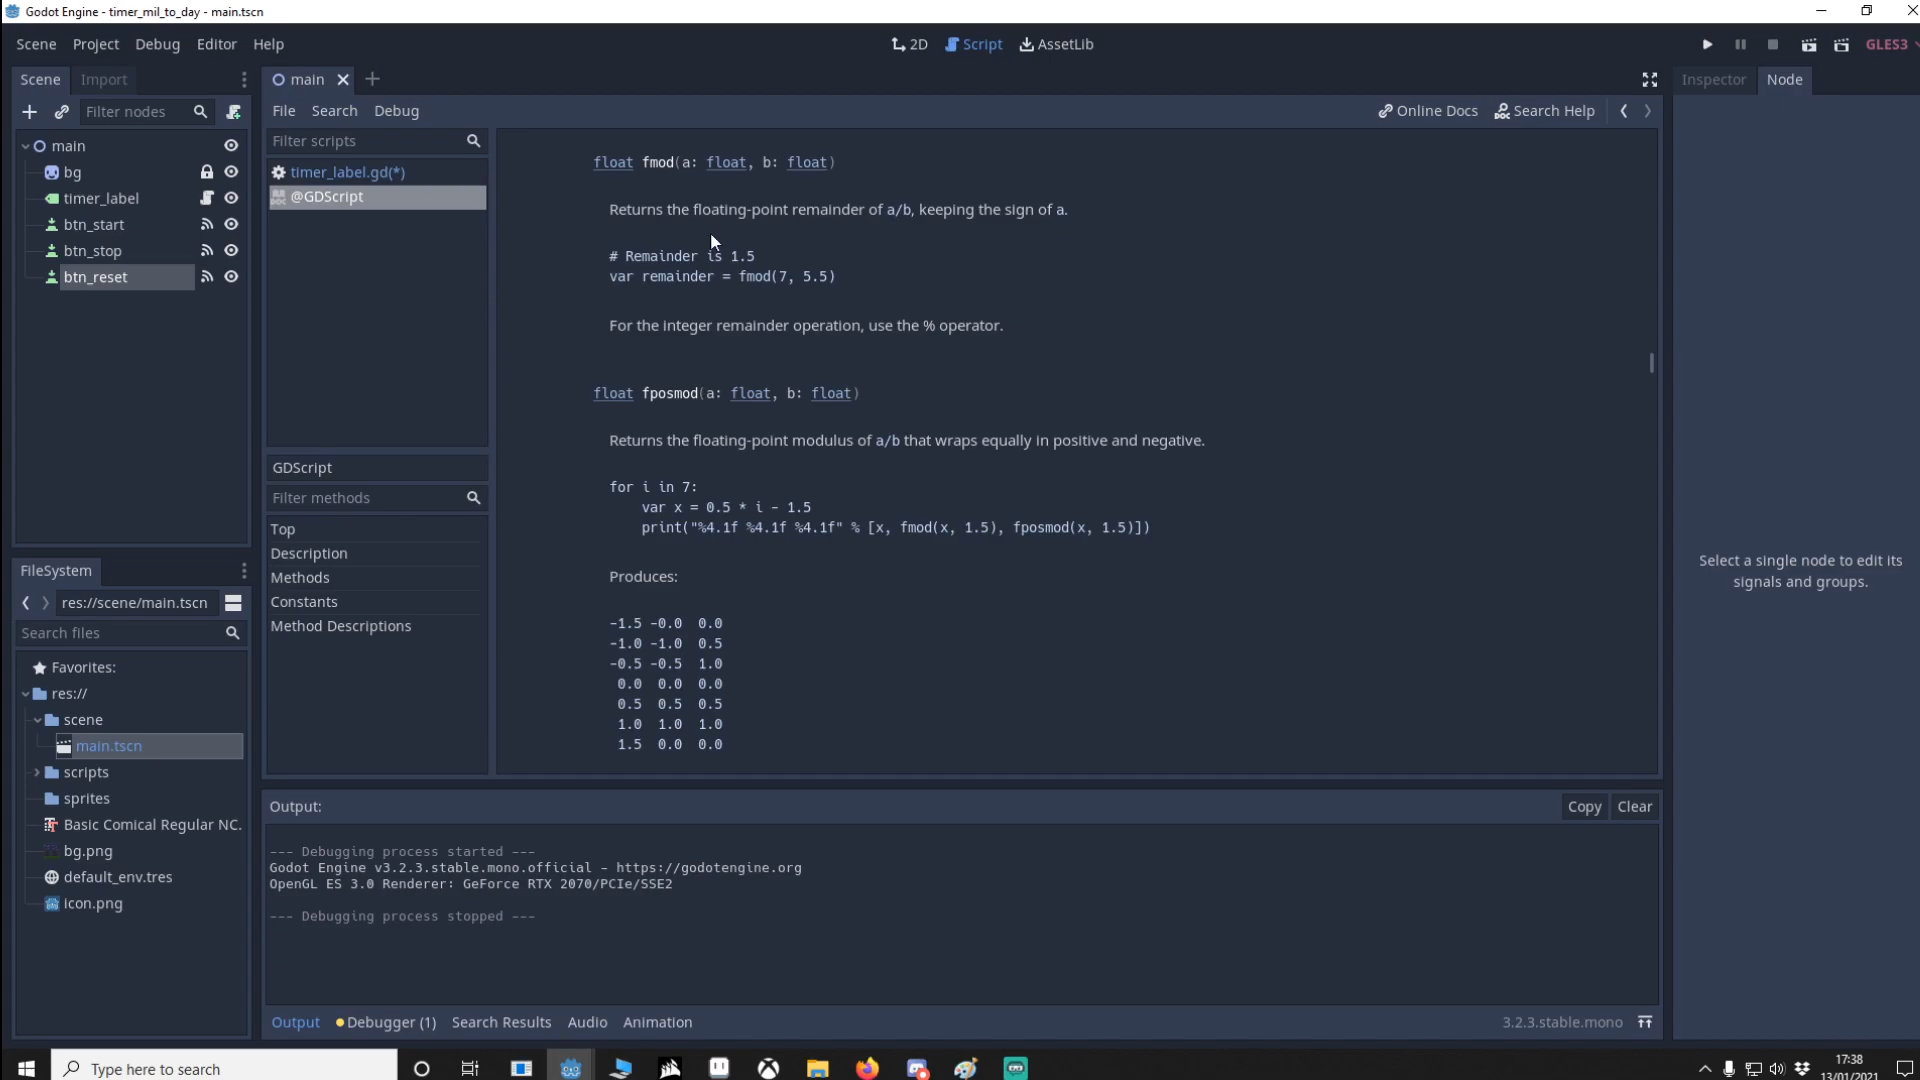 Godot Engine - timer_mil_to_day - main.tscn
Scene Project Debug Editor Help
2D Script AssetLib
GLES3
Scene Import
Filter nodes
main
bg
timer_label
btn_start
btn_stop
btn_reset
FileSystem
res://scene/main.tscn
Search files
Favorites:
res://
scene
main.tscn
scripts
sprites
Basic Comical Regular NC.
bg.png
default_env.tres
icon.png
main
File Search Debug
Online Docs Search Help
Filter scripts
timer_label.gd(*)
@GDScript
GDScript
Filter methods
Top
Description
Methods
Constants
Method Descriptions
float fmod(a: float, b: float)
Returns the floating-point remainder of a/b, keeping the sign of a.
# Remainder is 1.5
var remainder = fmod(7, 5.5)
For the integer remainder operation, use the % operator.
float fposmod(a: float, b: float)
Returns the floating-point modulus of a/b that wraps equally in positive and negative.
for i in 7:
var x = 0.5 * i - 1.5
print("%4.1f %4.1f %4.1f" % [x, fmod(x, 1.5), fposmod(x, 1.5)])
Produces:
-1.5 -0.0 0.0
-1.0 -1.0 0.5
-0.5 -0.5 1.0
0.0 0.0 0.0
0.5 0.5 0.5
1.0 1.0 1.0
1.5 0.0 0.0
Output:
Copy Clear
--- Debugging process started ---
Godot Engine v3.2.3.stable.mono.official - https://godotengine.org
OpenGL ES 3.0 Renderer: GeForce RTX 2070/PCIe/SSE2
--- Debugging process stopped ---
Output Debugger (1) Search Results Audio Animation
3.2.3.stable.mono
Inspector Node
Select a single node to edit its
signals and groups.
Type here to search
17:38
13/01/2021